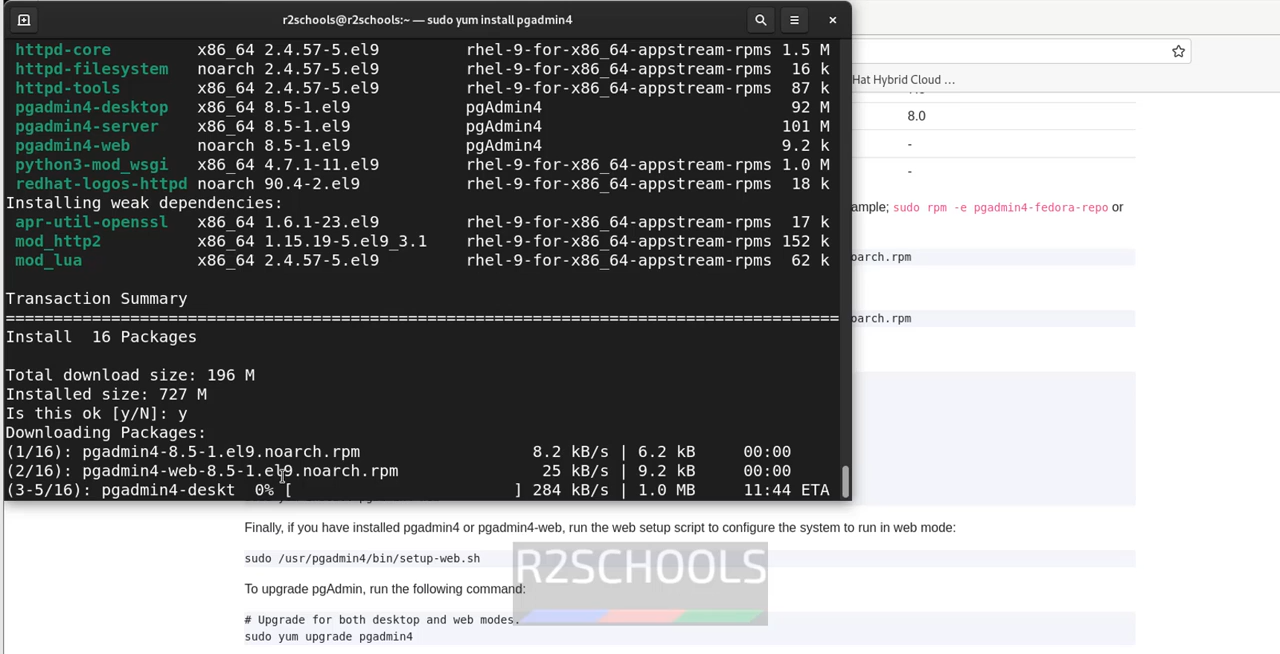 r2schools@r2schools:~ — sudo yum install pgadmin4
httpd-core x86_64 2.4.57-5.el9 rhel-9-for-x86_64-appstream-rpms 1.5 M
httpd-filesystem noarch 2.4.57-5.el9 rhel-9-for-x86_64-appstream-rpms 16 k
httpd-tools x86_64 2.4.57-5.el9 rhel-9-for-x86_64-appstream-rpms 87 k
pgadmin4-desktop x86_64 8.5-1.el9 pgAdmin4 92 M
pgadmin4-server x86_64 8.5-1.el9 pgAdmin4 101 M
pgadmin4-web noarch 8.5-1.el9 pgAdmin4 9.2 k
python3-mod_wsgi x86_64 4.7.1-11.el9 rhel-9-for-x86_64-appstream-rpms 1.0 M
redhat-logos-httpd noarch 90.4-2.el9 rhel-9-for-x86_64-appstream-rpms 18 k
Installing weak dependencies:
apr-util-openssl x86_64 1.6.1-23.el9 rhel-9-for-x86_64-appstream-rpms 17 k
mod_http2 x86_64 1.15.19-5.el9_3.1 rhel-9-for-x86_64-appstream-rpms 152 k
mod_lua x86_64 2.4.57-5.el9 rhel-9-for-x86_64-appstream-rpms 62 k
Transaction Summary
================================================================================
Install 16 Packages
Total download size: 196 M
Installed size: 727 M
Is this ok [y/N]: y
Downloading Packages:
(1/16): pgadmin4-8.5-1.el9.noarch.rpm 8.2 kB/s | 6.2 kB 00:00
(2/16): pgadmin4-web-8.5-1.el9.noarch.rpm 25 kB/s | 9.2 kB 00:00
(3-5/16): pgadmin4-deskt 0% [ ] 284 kB/s | 1.0 MB 11:44 ETA
Hat Hybrid Cloud …
8.0
-
-
ample; sudo rpm -e pgadmin4-fedora-repo or
oarch.rpm
oarch.rpm
Finally, if you have installed pgadmin4 or pgadmin4-web, run the web setup script to configure the system to run in web mode:
sudo /usr/pgadmin4/bin/setup-web.sh
To upgrade pgAdmin, run the following command:
# Upgrade for both desktop and web modes.
sudo yum upgrade pgadmin4
R2SCHOOLS